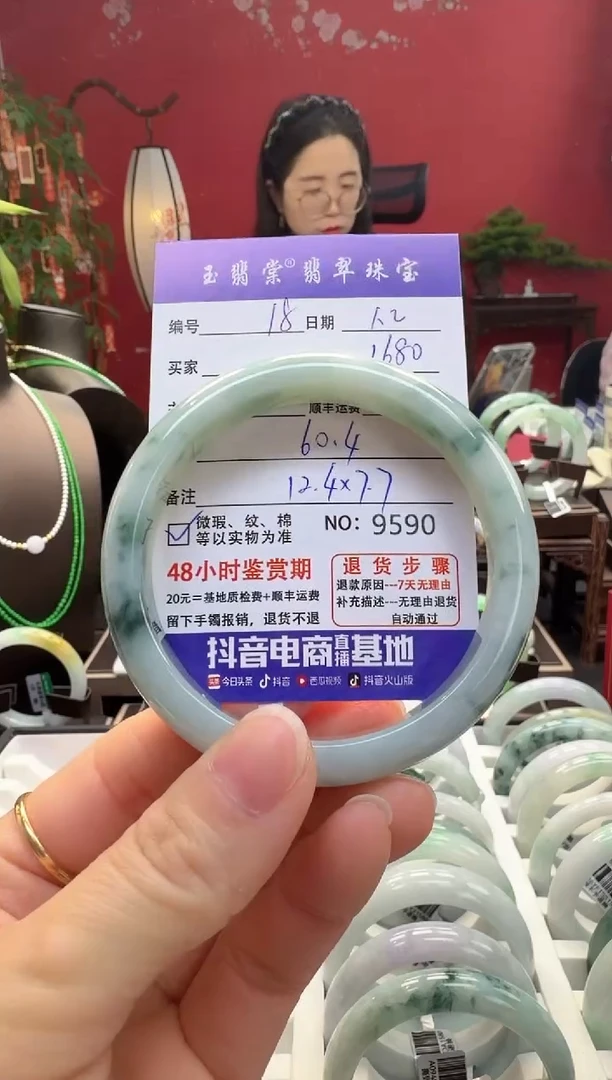 玉翡棠®翡翠珠宝
编号 18 日期
买家 1680
顺丰运费
60.4
备注 12.4×7.7
微瑕、纹、棉
等以实物为准
NO: 9590
48小时鉴赏期
20元=基地质检费+顺丰运费
留下手镯报销，退货不退
退货步骤
退款原因---7天无理由
补充描述---无理由退货
自动通过
抖音电商直播基地
头条 今日头条 抖音 西瓜视频 抖音火山版